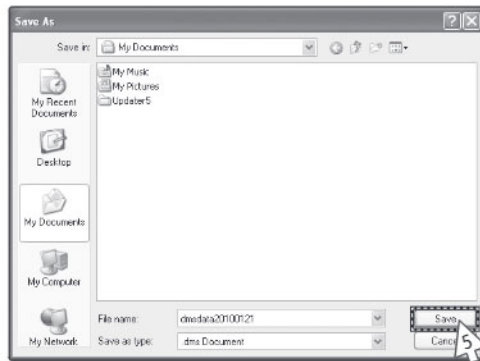 Save As
Save in: My Documents
My Music
My Pictures
Updater5
My Recent
Documents
Desktop
My Documents
My Computer
My Network
File name: dmsdata20100121
Save as type: dms Document
Save
Cancel
5